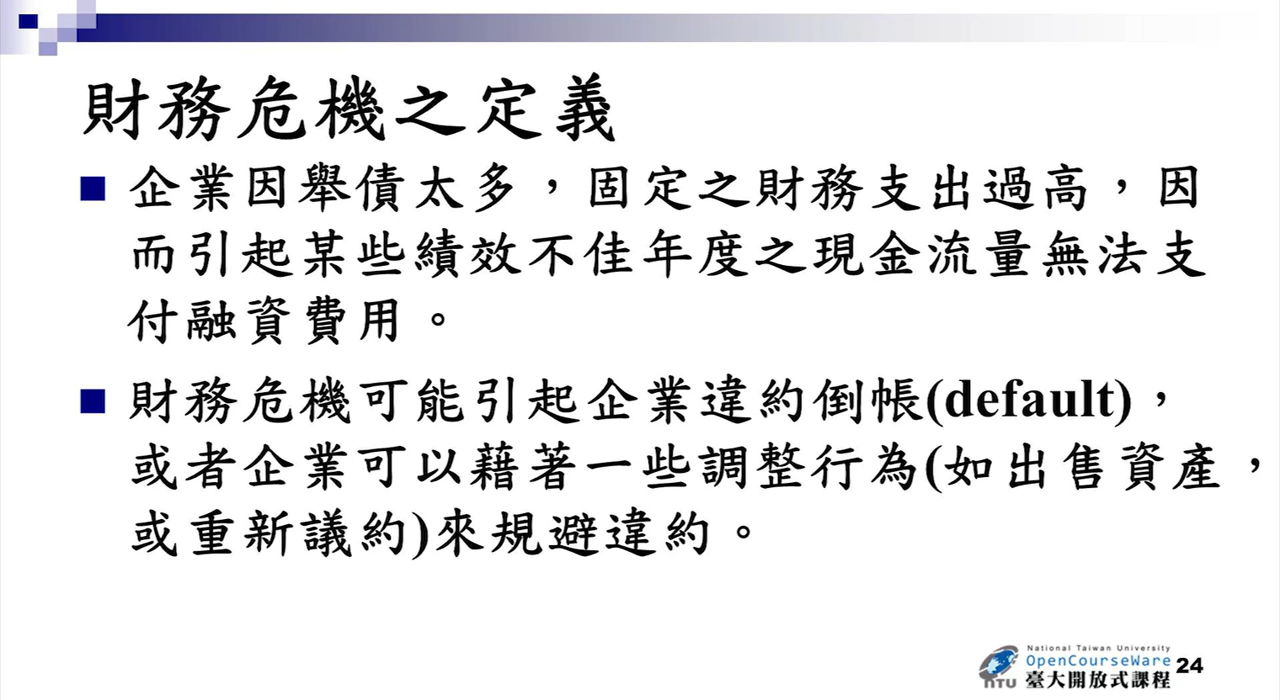 財務危機之定義
企業因舉債太多，固定之財務支出過高，因
而引起某些績效不佳年度之現金流量無法支
付融資費用。
財務危機可能引起企業違約倒帳(default)，
或者企業可以藉著一些調整行為(如出售資產，
或重新議約)來規避違約。
National Taiwan University
OpenCourseWare
NTU 臺大開放式課程
24